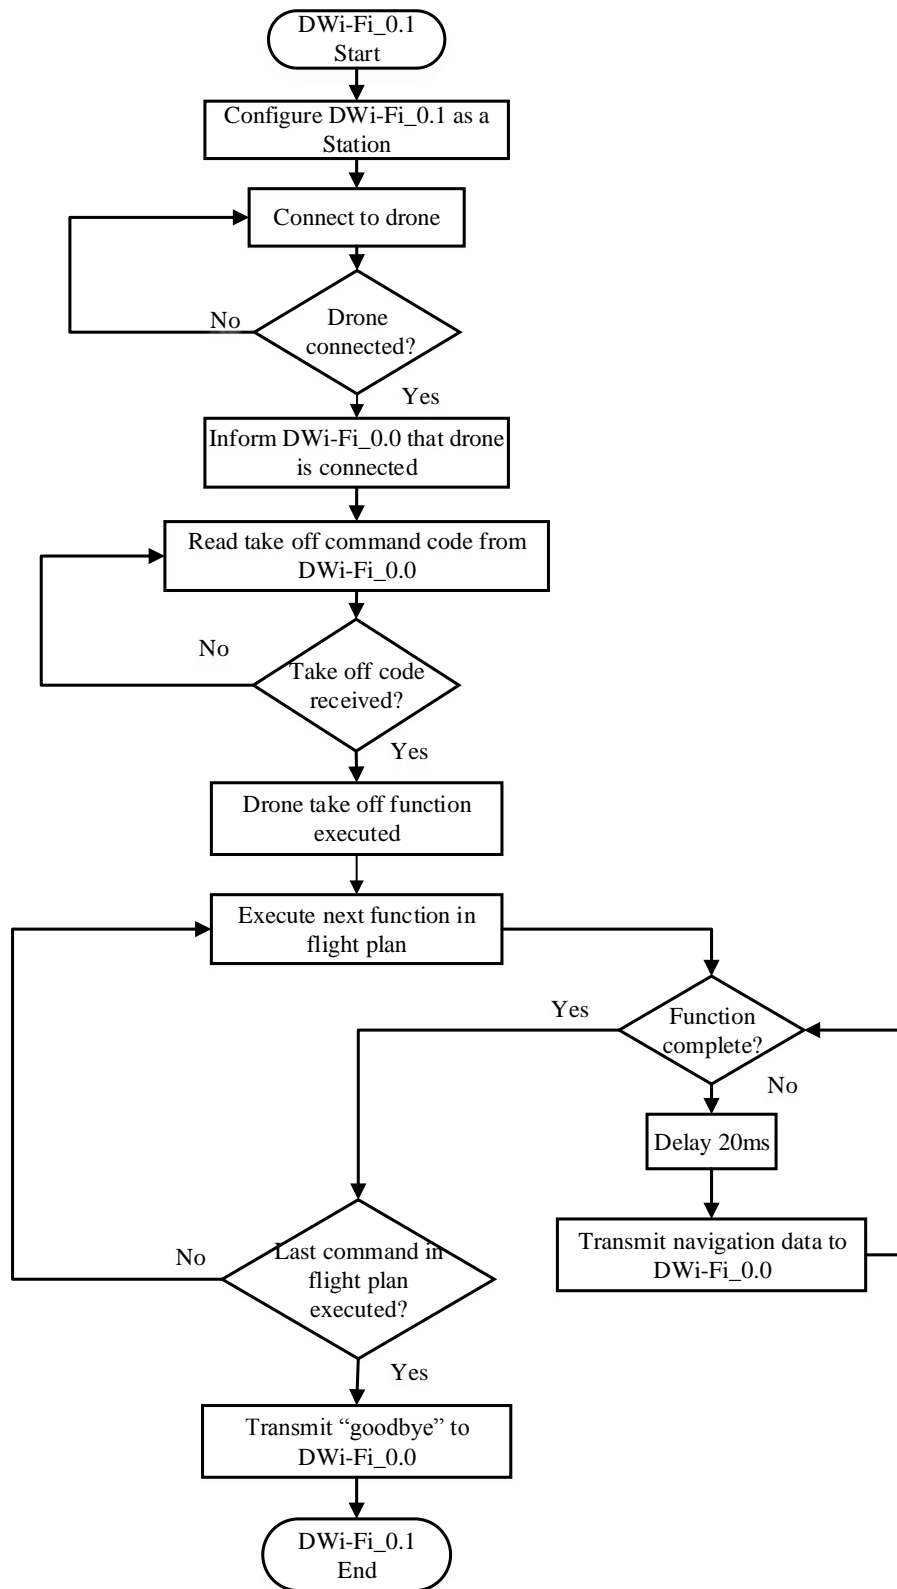 DWi-Fi_0.1
Start
Configure DWi-Fi_0.1 as a
Station
Connect to drone
Drone
connected?
No
Yes
Inform DWi-Fi_0.0 that drone
is connected
Read take off command code from
DWi-Fi_0.0
No
Take off code
received?
Yes
Drone take off function
executed
Execute next function in
flight plan
Yes
Function
complete?
No
Delay 20ms
Transmit navigation data to
DWi-Fi_0.0
No
Last command in
flight plan
executed?
Yes
Transmit “goodbye” to
DWi-Fi_0.0
DWi-Fi_0.1
End